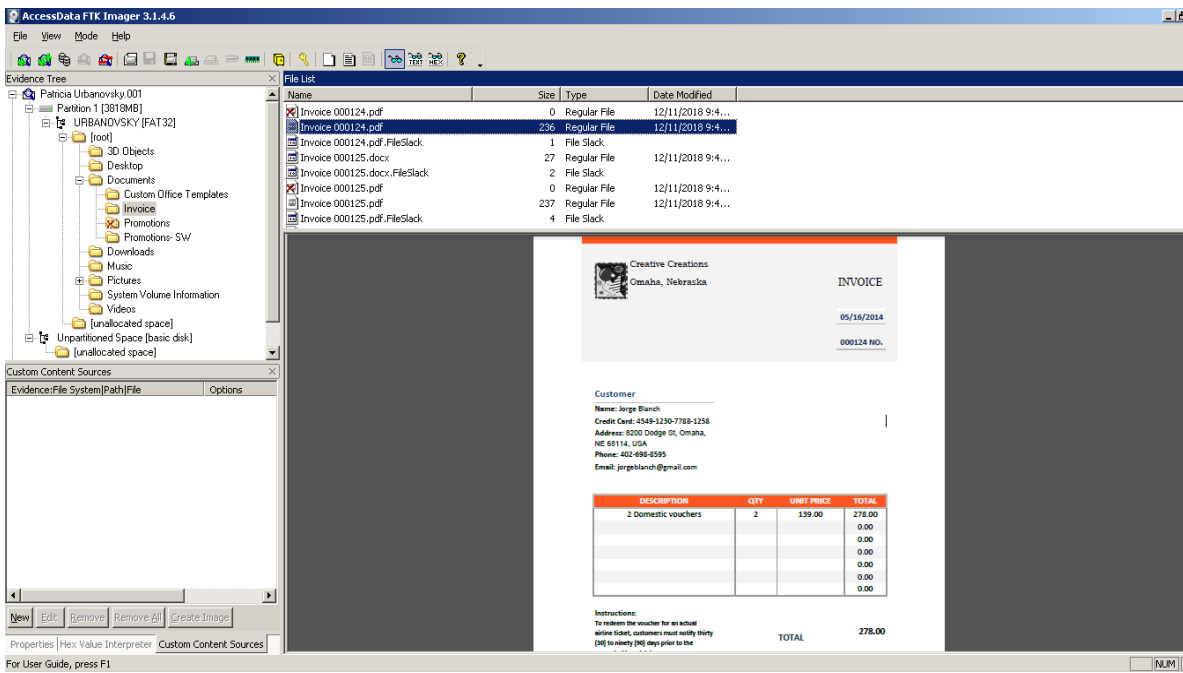 AccessData FTK Imager 3.1.4.6
File View Mode Help
TEXT HEX
Evidence Tree
Patricia Urbanovsky.001
Partition 1 [3818MB]
URBANOVSKY [FAT32]
[root]
3D Objects
Desktop
Documents
Custom Office Templates
Invoice
Promotions
Promotions- SW
Downloads
Music
Pictures
System Volume Information
Videos
[unallocated space]
Unpartitioned Space [basic disk]
[unallocated space]
Custom Content Sources
Evidence:File System|Path|File Options
New Edit Remove Remove All Create Image
Properties Hex Value Interpreter Custom Content Sources
File List
Name Size Type Date Modified
Invoice 000124.pdf 0 Regular File 12/11/2018 9:4...
Invoice 000124.pdf 236 Regular File 12/11/2018 9:4...
Invoice 000124.pdf.FileSlack 1 File Slack
Invoice 000125.docx 27 Regular File 12/11/2018 9:4...
Invoice 000125.docx.FileSlack 2 File Slack
Invoice 000125.pdf 0 Regular File 12/11/2018 9:4...
Invoice 000125.pdf 237 Regular File 12/11/2018 9:4...
Invoice 000125.pdf.FileSlack 4 File Slack
Creative Creations
Omaha, Nebraska
INVOICE
05/16/2014
000124 NO.
Customer
Name: Jorge Blanch
Credit Card: 4549-1230-7788-1258
Address: 8200 Dodge St, Omaha,
NE 68114, USA
Phone: 402-698-8595
Email: jorgeblanch@gmail.com
DESCRIPTION QTY UNIT PRICE TOTAL
2 Domestic vouchers 2 139.00 278.00
0.00
0.00
0.00
0.00
0.00
0.00
Instructions:
To redeem the voucher for an actual
airline ticket, customers must notify thirty
(30) to ninety (90) days prior to the
TOTAL 278.00
For User Guide, press F1
NUM